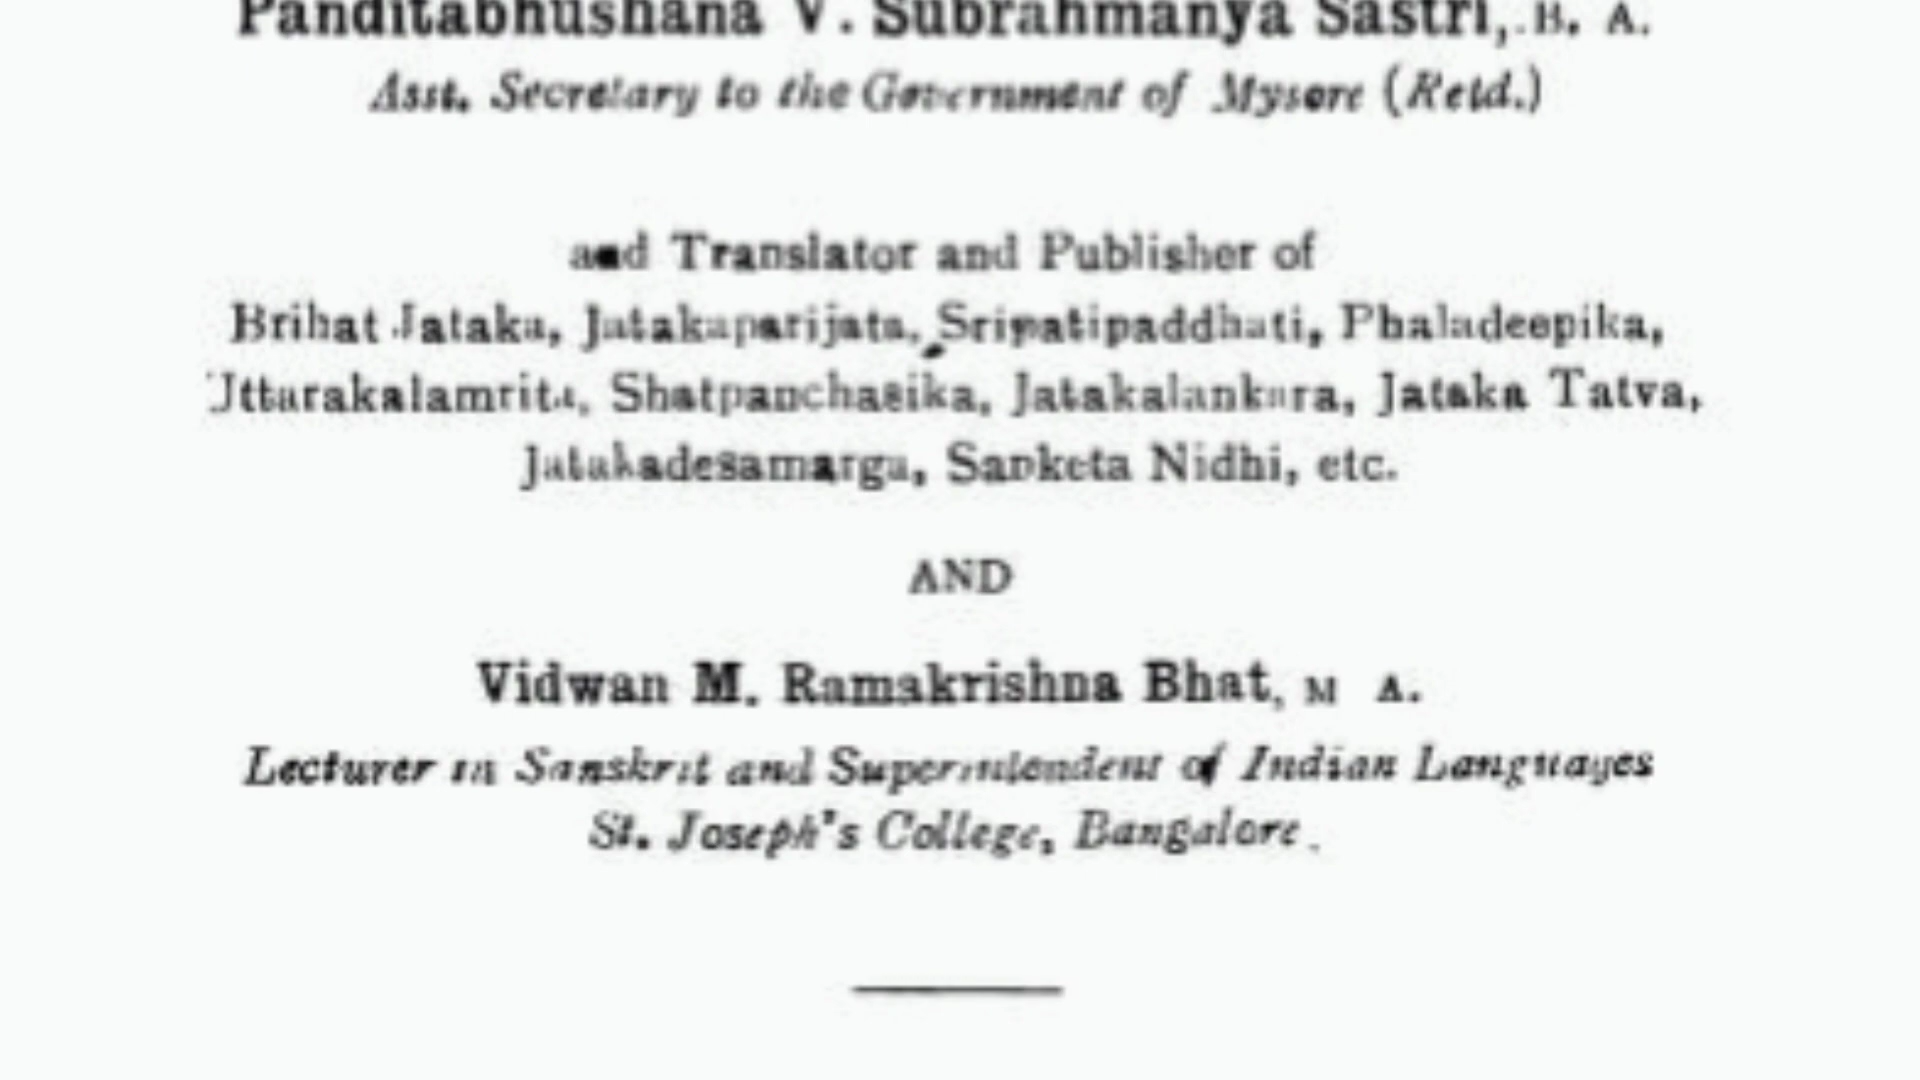 Panditabhushana V. Subrahmanya Sastri, B. A.
Asst. Secretary to the Government of Mysore (Retd.)
and Translator and Publisher of
Brihat Jataka, Jatakaparijata, Sripatipaddhati, Phaladeepika,
Uttarakalamrita, Shatpanchasika, Jatakalankara, Jataka Tatva,
Jatakadesamarga, Sanketa Nidhi, etc.
AND
Vidwan M. Ramakrishna Bhat, M A.
Lecturer in Sanskrit and Superintendent of Indian Languages
St. Joseph's College, Bangalore.